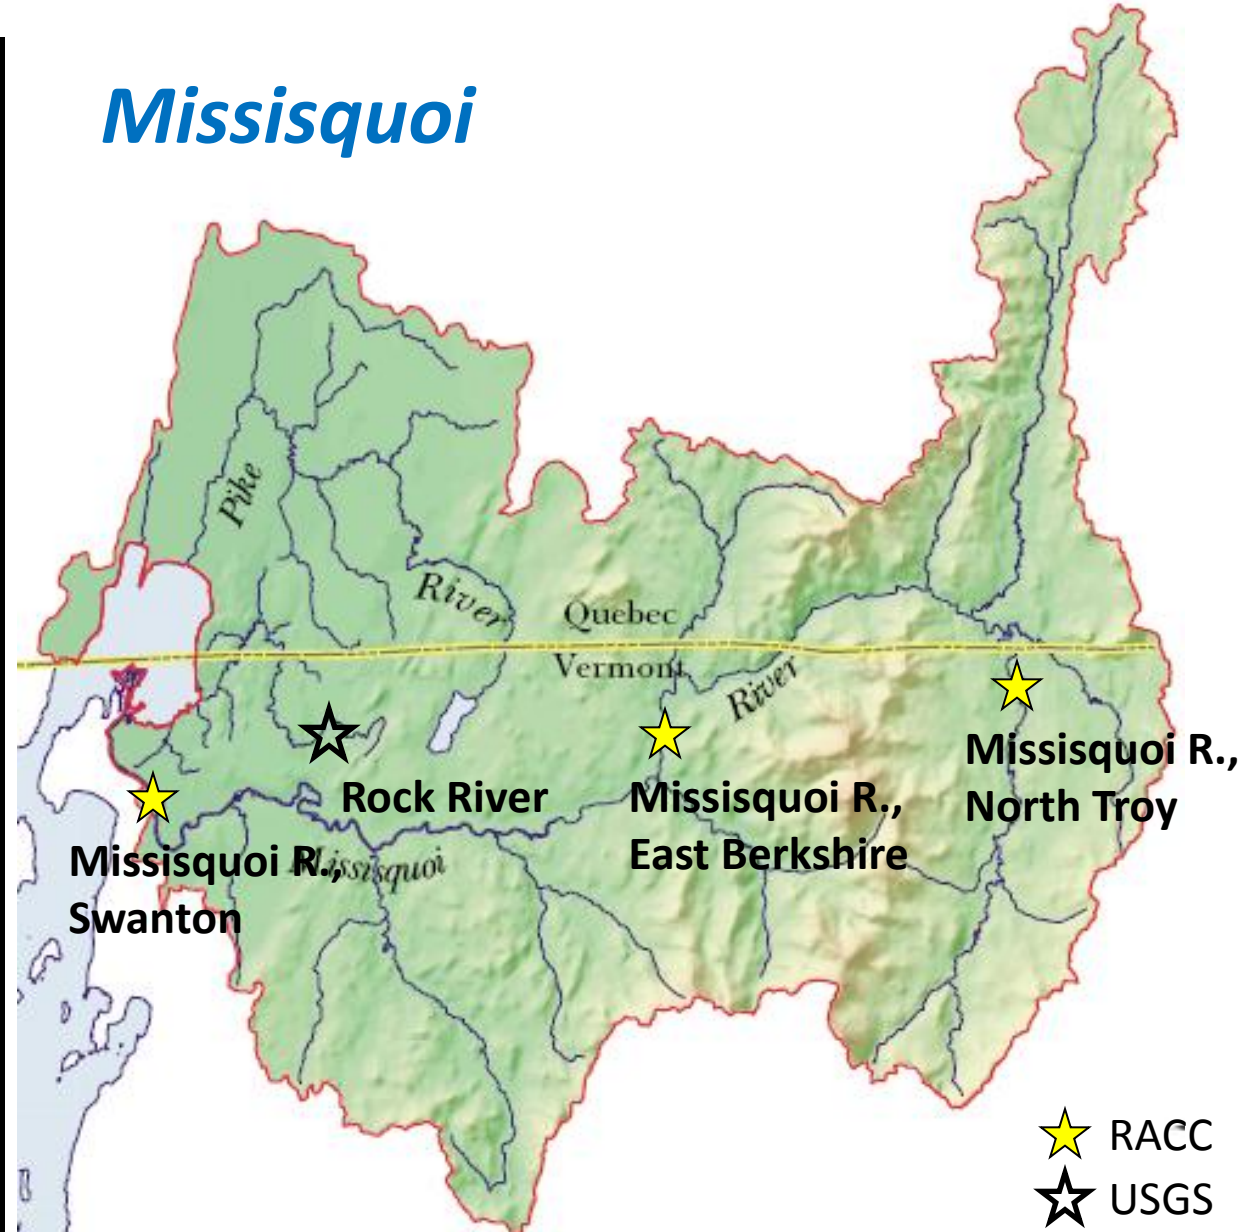 Missisquoi
Pike
River
Quebec
Vermont
River
Missisquoi R.,
North Troy
Rock River
Missisquoi R.,
East Berkshire
Missisquoi
Missisquoi R.,
Swanton
RACC
USGS